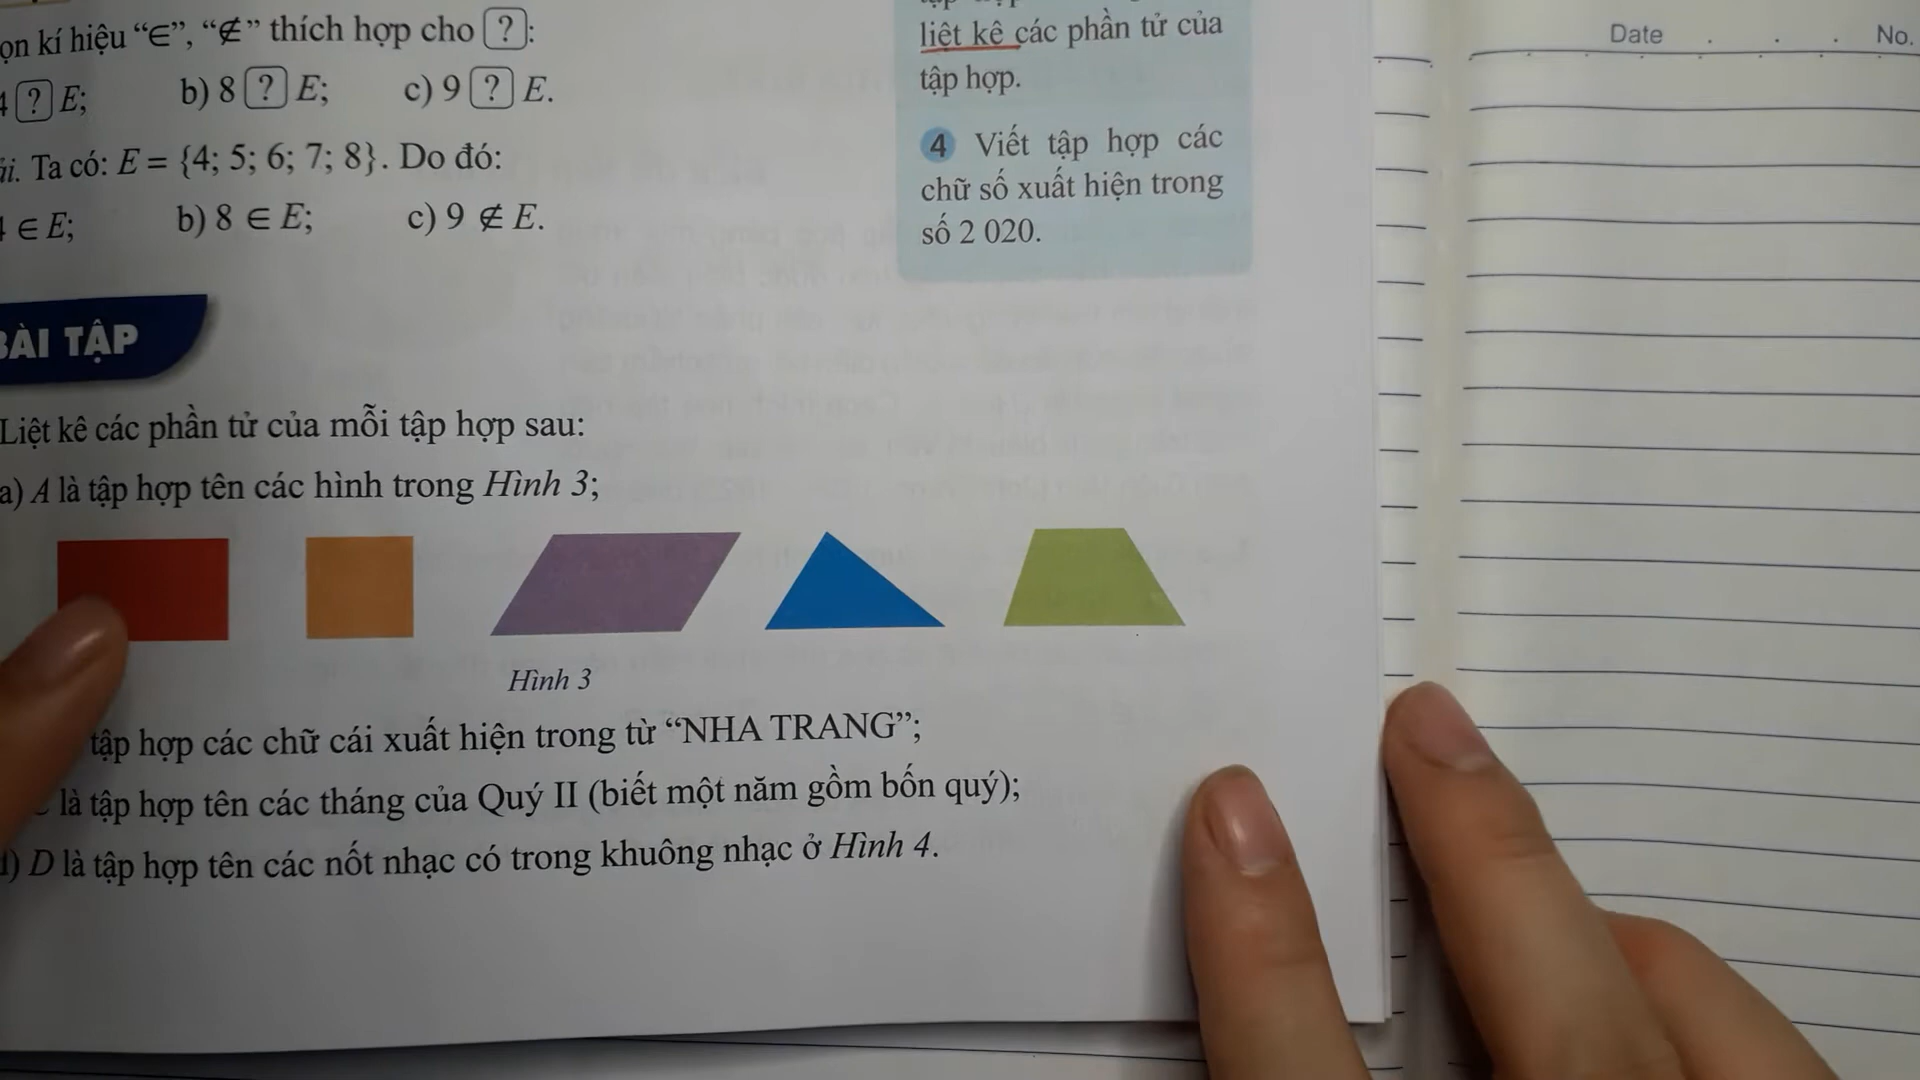 ọn kí hiệu “∈”, “∉” thích hợp cho ?:
? E; b) 8 ? E; c) 9 ? E.
Ta có: E = {4; 5; 6; 7; 8}. Do đó:
∈ E; b) 8 ∈ E; c) 9 ∉ E.
liệt kê các phần tử của
tập hợp.
4 Viết tập hợp các
chữ số xuất hiện trong
số 2 020.
BÀI TẬP
Liệt kê các phần tử của mỗi tập hợp sau:
a) A là tập hợp tên các hình trong Hình 3;
Hình 3
tập hợp các chữ cái xuất hiện trong từ “NHA TRANG”;
là tập hợp tên các tháng của Quý II (biết một năm gồm bốn quý);
) D là tập hợp tên các nốt nhạc có trong khuông nhạc ở Hình 4.
Date . . . No.